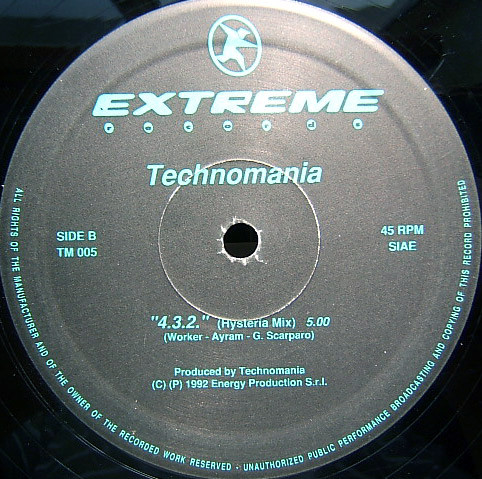 EXTREME
records
Technomania
SIDE B
TM 005
45 RPM
SIAE
"4.3.2." (Hysteria Mix) 5.00
(Worker - Ayram - G. Scarparo)
Produced by Technomania
(C) (P) 1992 Energy Production S.r.l.
ALL RIGHTS OF THE MANUFACTURER AND OF THE OWNER OF THE RECORDED WORK RESERVED - UNAUTHORIZED PUBLIC PERFORMANCE BROADCASTING AND COPYING OF THIS RECORD PROHIBITED